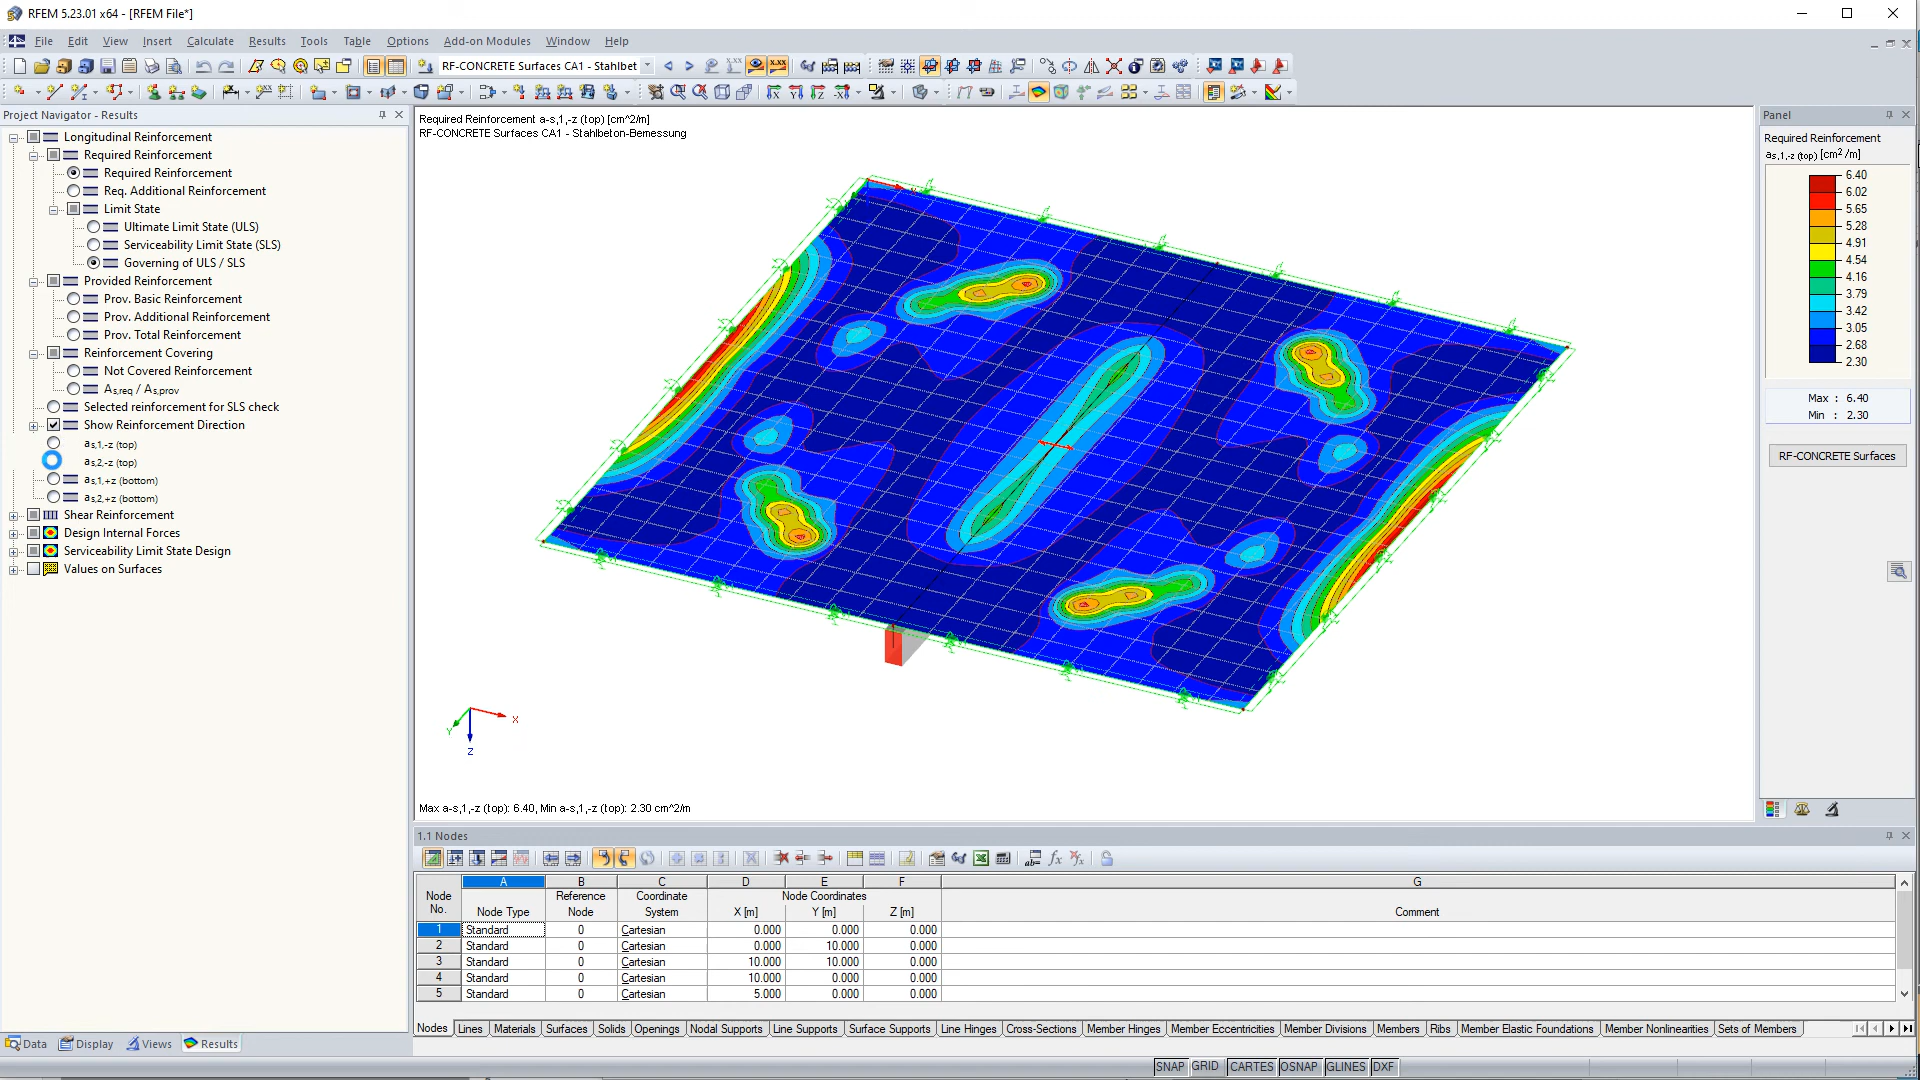 RFEM 5.23.01 x64 - [RFEM File*]
File Edit View Insert Calculate Results Tools Table Options Add-on Modules Window Help
RF-CONCRETE Surfaces CA1 - Stahlbet
Project Navigator - Results
Longitudinal Reinforcement
Required Reinforcement
Required Reinforcement
Req. Additional Reinforcement
Limit State
Ultimate Limit State (ULS)
Serviceability Limit State (SLS)
Governing of ULS / SLS
Provided Reinforcement
Prov. Basic Reinforcement
Prov. Additional Reinforcement
Prov. Total Reinforcement
Reinforcement Covering
Not Covered Reinforcement
As,req / As,prov
Selected reinforcement for SLS check
Show Reinforcement Direction
as,1,-z (top)
as,2,-z (top)
as,1,+z (bottom)
as,2,+z (bottom)
Shear Reinforcement
Design Internal Forces
Serviceability Limit State Design
Values on Surfaces
Data Display Views Results
Required Reinforcement a-s,1,-z (top) [cm^2/m]
RF-CONCRETE Surfaces CA1 - Stahlbeton-Bemessung
X
Y
Z
Max a-s,1,-z (top): 6.40, Min a-s,1,-z (top): 2.30 cm^2/m
Panel
Required Reinforcement
as,1,-z (top) [cm2/m]
6.40
6.02
5.65
5.28
4.91
4.54
4.16
3.79
3.42
3.05
2.68
2.30
Max : 6.40
Min : 2.30
RF-CONCRETE Surfaces
1.1 Nodes
A B C D E F G
Node Reference Coordinate Node Coordinates
No. Node Type Node System X [m] Y [m] Z [m] Comment
1 Standard 0 Cartesian 0.000 0.000 0.000
2 Standard 0 Cartesian 0.000 10.000 0.000
3 Standard 0 Cartesian 10.000 10.000 0.000
4 Standard 0 Cartesian 10.000 0.000 0.000
5 Standard 0 Cartesian 5.000 0.000 0.000
Nodes Lines Materials Surfaces Solids Openings Nodal Supports Line Supports Surface Supports Line Hinges Cross-Sections Member Hinges Member Eccentricities Member Divisions Members Ribs Member Elastic Foundations Member Nonlinearities Sets of Members
SNAP GRID CARTES OSNAP GLINES DXF